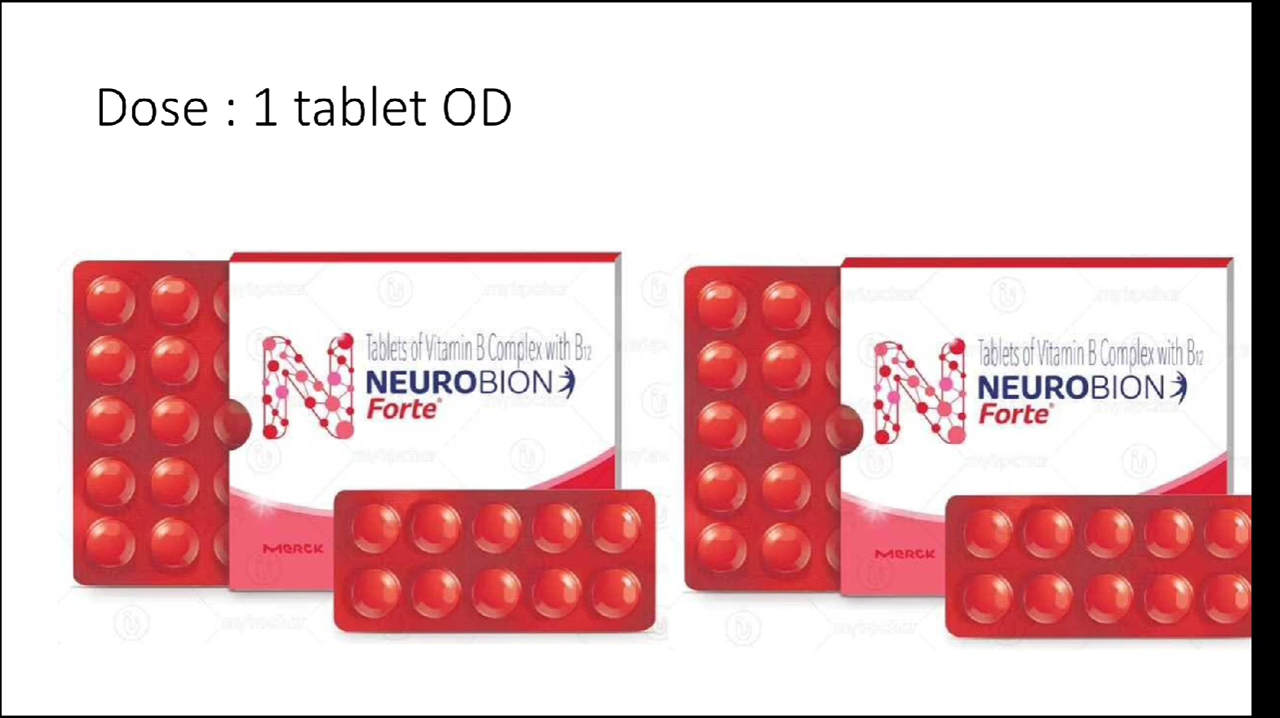 Dose : 1 tablet OD
Tablets of Vitamin B Complex with B12
NEUROBION
Forte®
MERCK
Tablets of Vitamin B Complex with B12
NEUROBION
Forte®
MERCK